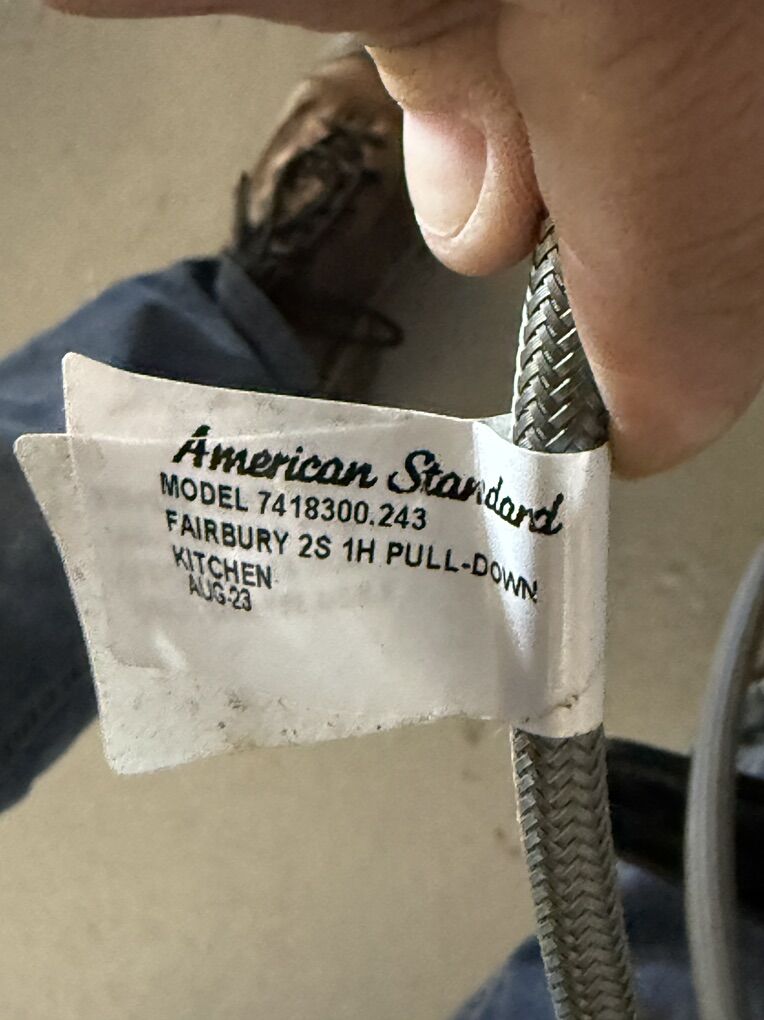 American Standard
MODEL 7418300.243
FAIRBURY 2S 1H PULL-DOWN
KITCHEN
AUG-23